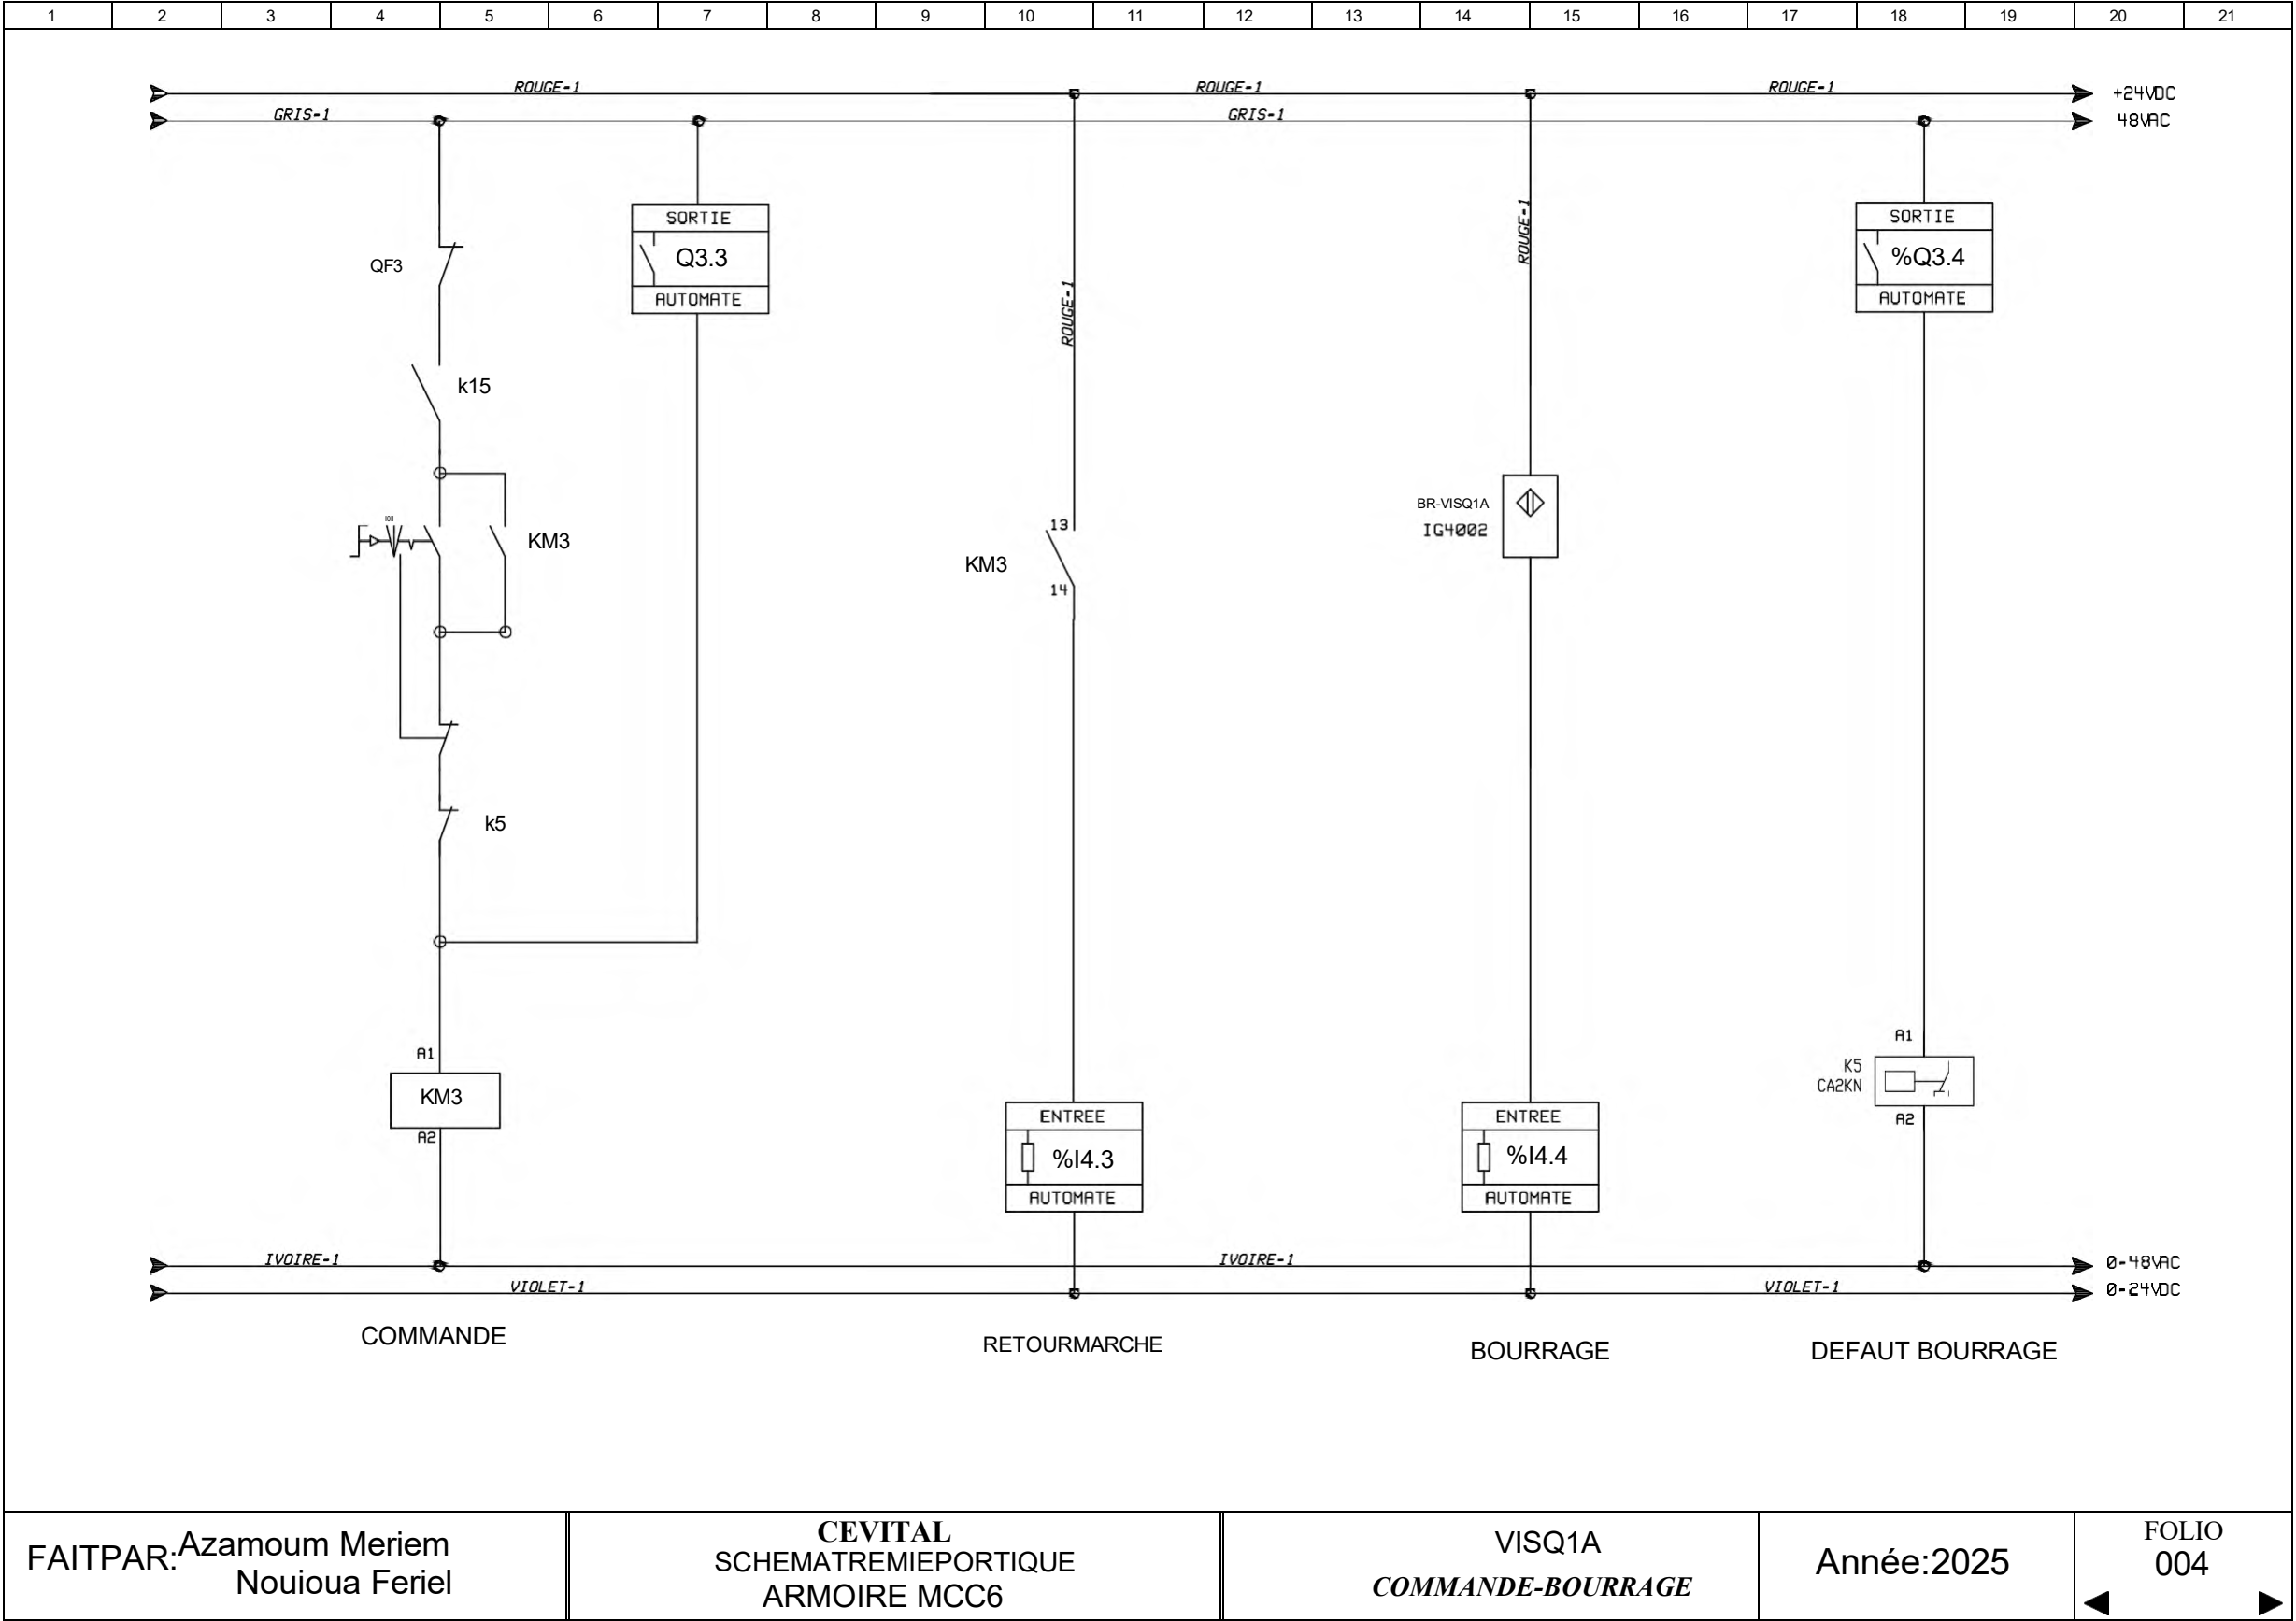 1 2 3 4 5 6 7 8 9 10 11 12 13 14 15 16 17 18 19 20 21
ROUGE-1 ROUGE-1 ROUGE-1 +24VDC
GRIS-1 GRIS-1 48VAC
SORTIE
Q3.3
AUTOMATE
SORTIE
%Q3.4
AUTOMATE
QF3
ROUGE-1
ROUGE-1
k15
KM3
13
KM3
14
BR-VISQ1A
IG4002
k5
A1
KM3
A2
ENTREE
%I4.3
AUTOMATE
ENTREE
%I4.4
AUTOMATE
A1
K5
CA2KN
A2
IVOIRE-1 IVOIRE-1 0-48VAC
VIOLET-1 VIOLET-1 0-24VDC
COMMANDE
RETOURMARCHE
BOURRAGE
DEFAUT BOURRAGE
FAITPAR: Azamoum Meriem
Nouioua Feriel
CEVITAL
SCHEMATREMIEPORTIQUE
ARMOIRE MCC6
VISQ1A
COMMANDE-BOURRAGE
Année:2025
FOLIO
004